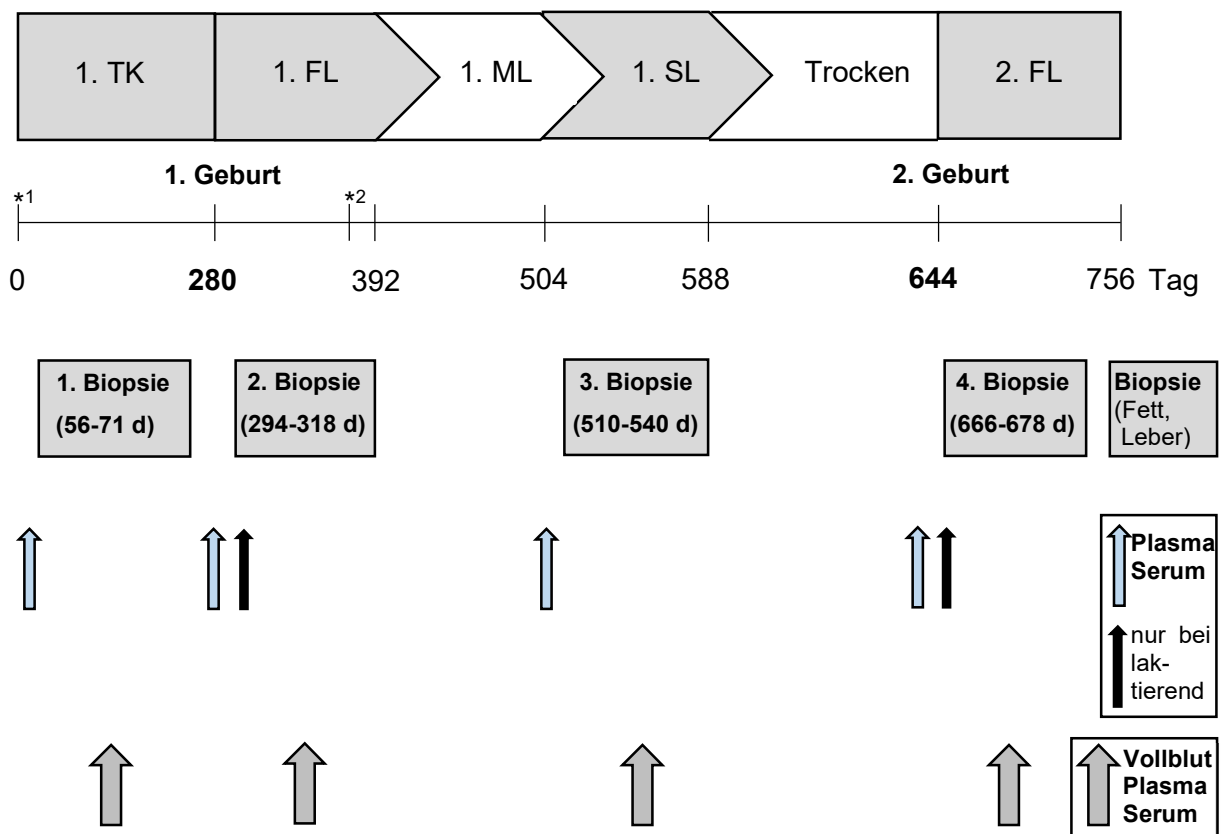 1. TK 1. FL 1. ML 1. SL Trocken 2. FL
1. Geburt 2. Geburt
*1 *2
0 280 392 504 588 644 756 Tag
1. Biopsie 2. Biopsie 3. Biopsie 4. Biopsie Biopsie
(56-71 d) (294-318 d) (510-540 d) (666-678 d) (Fett,
Leber)
Plasma
Serum
nur bei
lak-
tierend
Vollblut
Plasma
Serum